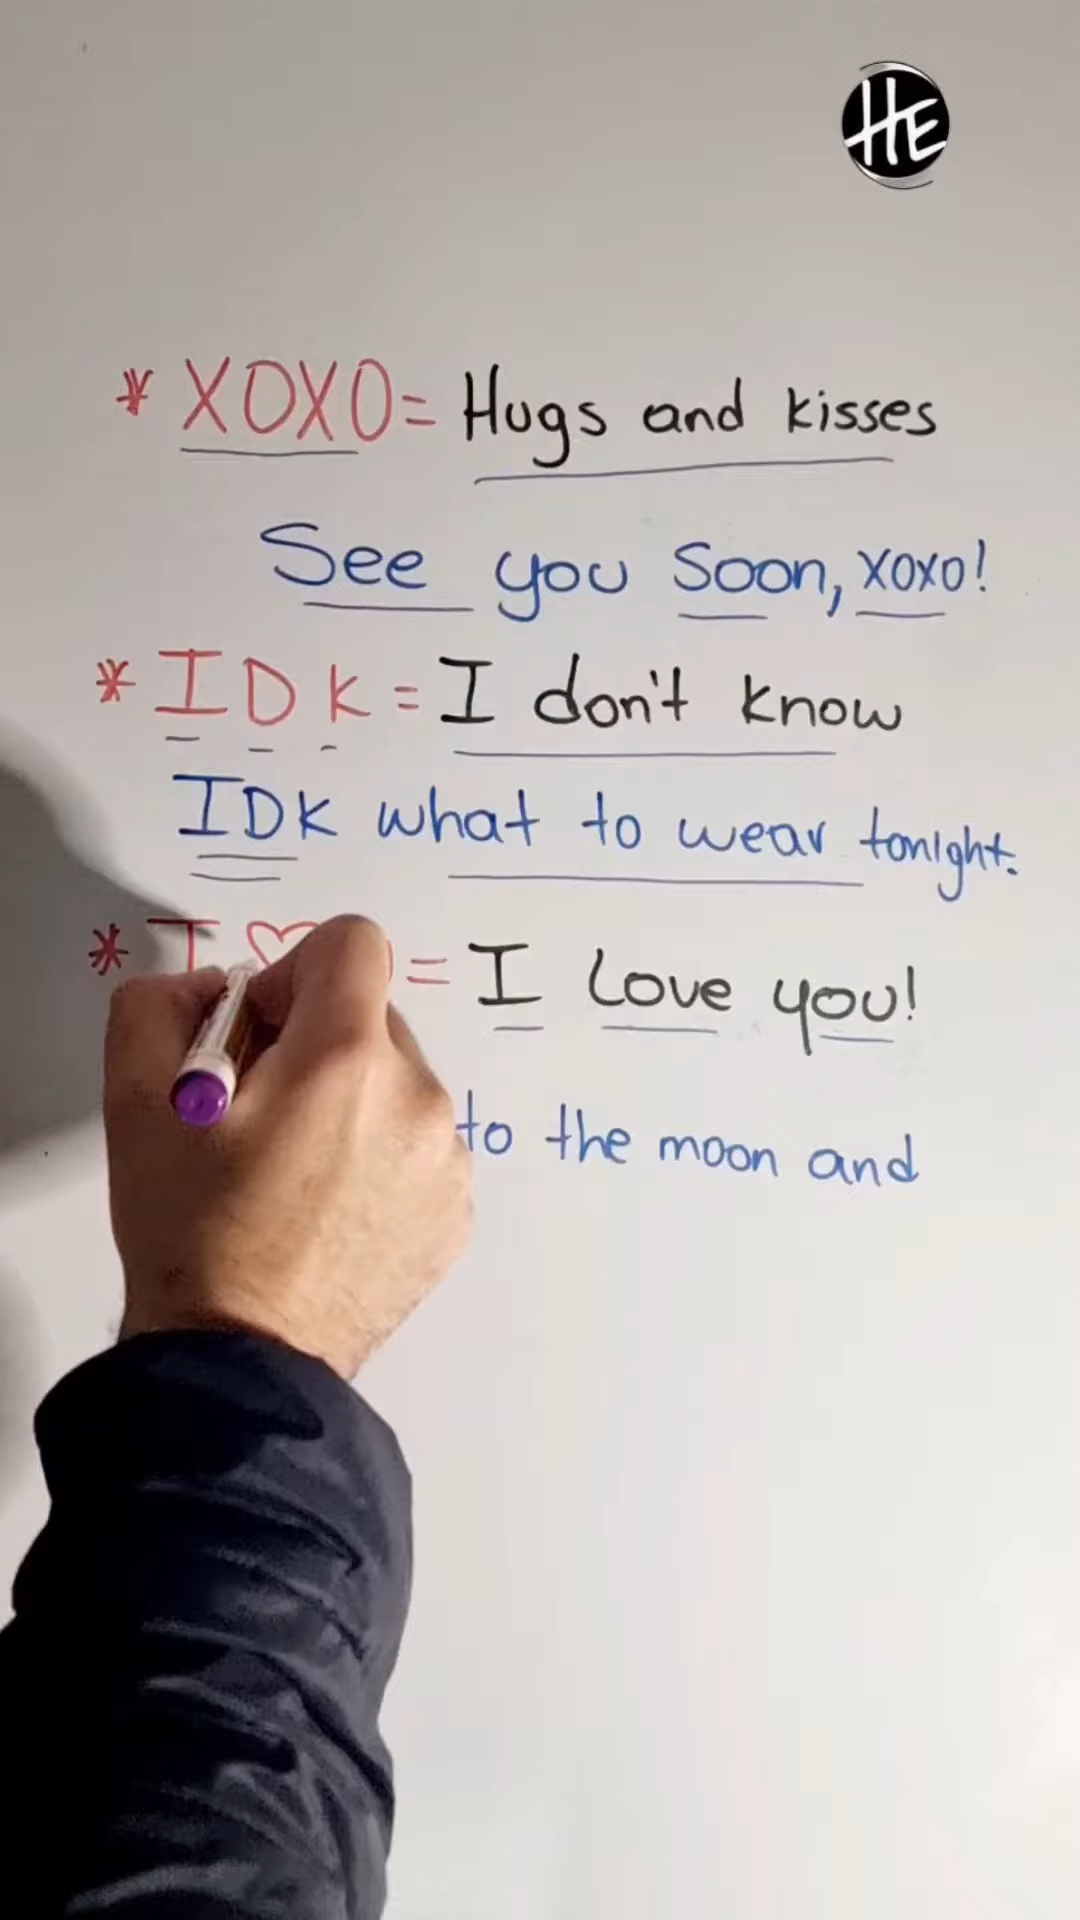 HE
* XOXO = Hugs and kisses
See you soon, xoxo!
* IDK = I don't know
IDK what to wear tonight.
* I ♡ = I Love you!
to the moon and